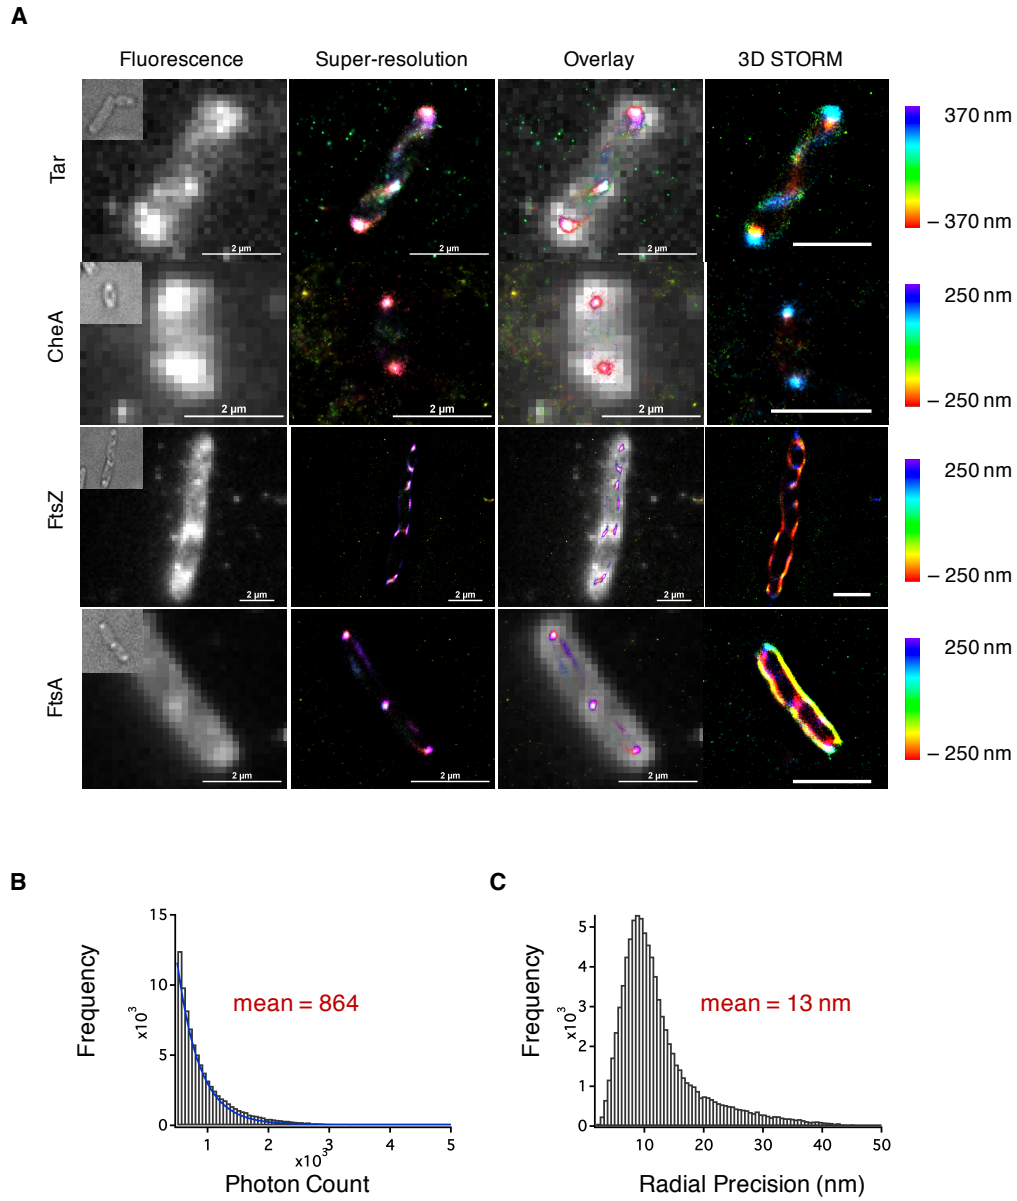 A
Fluorescence Super-resolution Overlay 3D STORM
Tar
2 µm 2 µm 2 µm
370 nm
– 370 nm
CheA
2 µm 2 µm 2 µm
250 nm
– 250 nm
FtsZ
2 µm 2 µm 2 µm
250 nm
– 250 nm
FtsA
2 µm 2 µm 2 µm
250 nm
– 250 nm
B
Frequency
x10³
15
10
5
0
mean = 864
1 2 3 4 5
x10³
Photon Count
C
Frequency
x10³
5
4
3
2
1
0
mean = 13 nm
10 20 30 40 50
Radial Precision (nm)